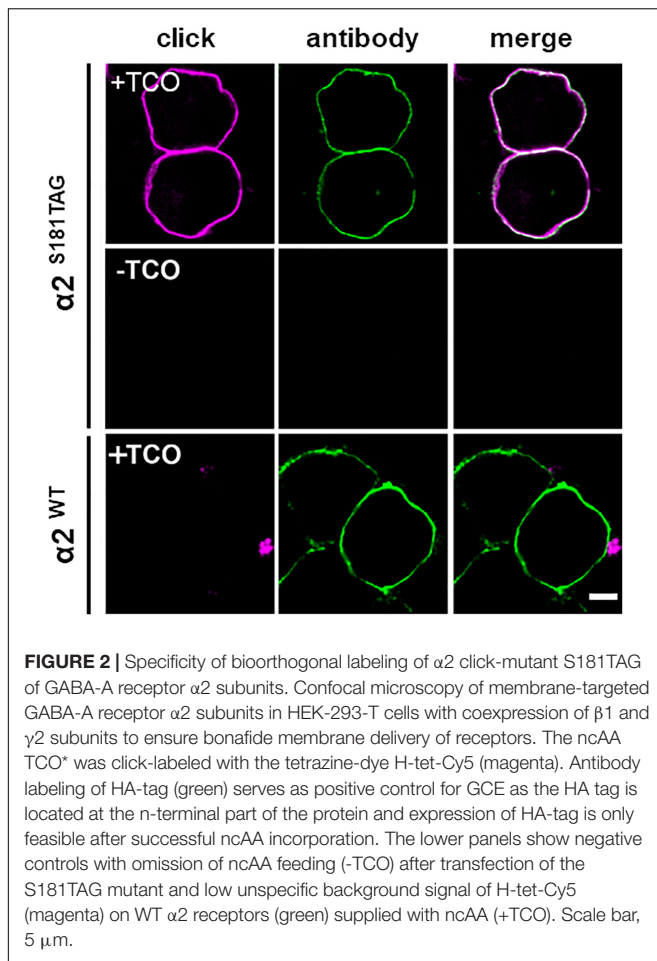 click antibody merge
+TCO
α2 S181TAG
-TCO
+TCO
α2 WT
FIGURE 2 | Specificity of bioorthogonal labeling of α2 click-mutant S181TAG
of GABA-A receptor α2 subunits. Confocal microscopy of membrane-targeted
GABA-A receptor α2 subunits in HEK-293-T cells with coexpression of β1 and
γ2 subunits to ensure bonafide membrane delivery of receptors. The ncAA
TCO* was click-labeled with the tetrazine-dye H-tet-Cy5 (magenta). Antibody
labeling of HA-tag (green) serves as positive control for GCE as the HA tag is
located at the n-terminal part of the protein and expression of HA-tag is only
feasible after successful ncAA incorporation. The lower panels show negative
controls with omission of ncAA feeding (-TCO) after transfection of the
S181TAG mutant and low unspecific background signal of H-tet-Cy5
(magenta) on WT α2 receptors (green) supplied with ncAA (+TCO). Scale bar,
5 μm.